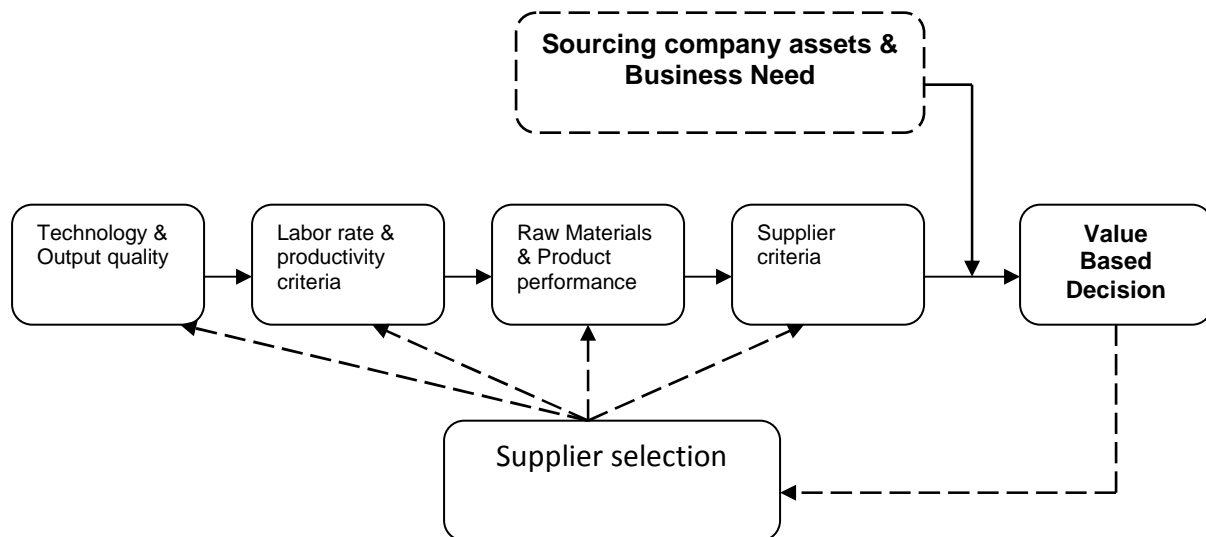 Sourcing company assets &
Business Need
Technology &
Output quality
Labor rate &
productivity
criteria
Raw Materials
& Product
performance
Supplier
criteria
Value
Based
Decision
Supplier selection